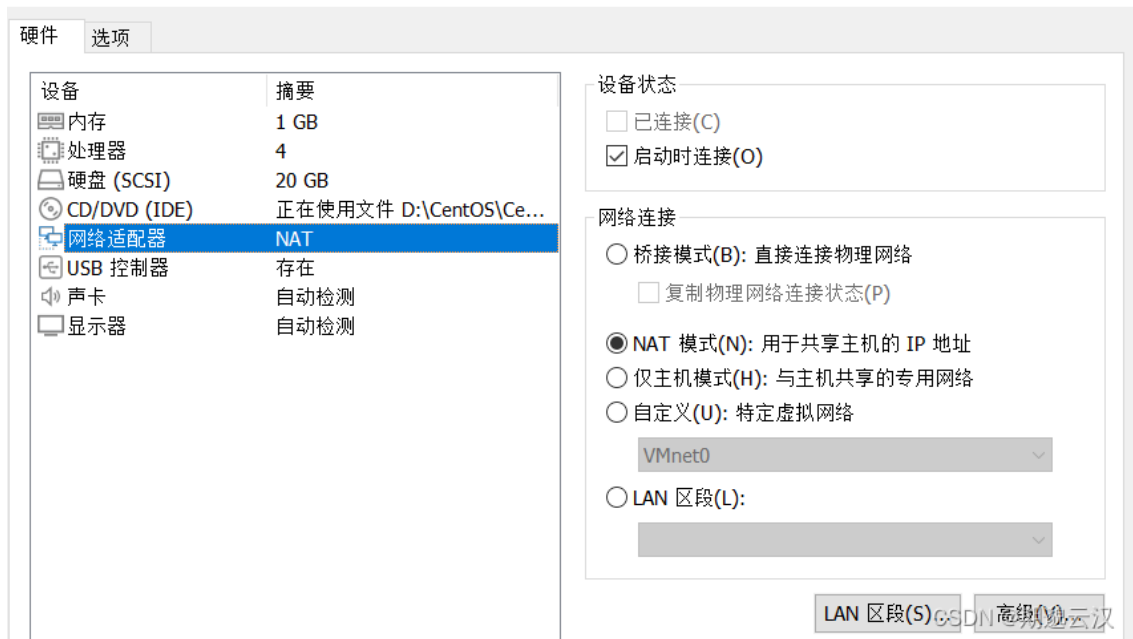 硬件 选项
设备 摘要
内存 1 GB
处理器 4
硬盘 (SCSI) 20 GB
CD/DVD (IDE) 正在使用文件 D:\CentOS\Ce...
网络适配器 NAT
USB 控制器 存在
声卡 自动检测
显示器 自动检测
设备状态
已连接(C)
启动时连接(O)
网络连接
桥接模式(B): 直接连接物理网络
复制物理网络连接状态(P)
NAT 模式(N): 用于共享主机的 IP 地址
仅主机模式(H): 与主机共享的专用网络
自定义(U): 特定虚拟网络
VMnet0
LAN 区段(L):
LAN 区段(S)... 高级(V)...
CSDN